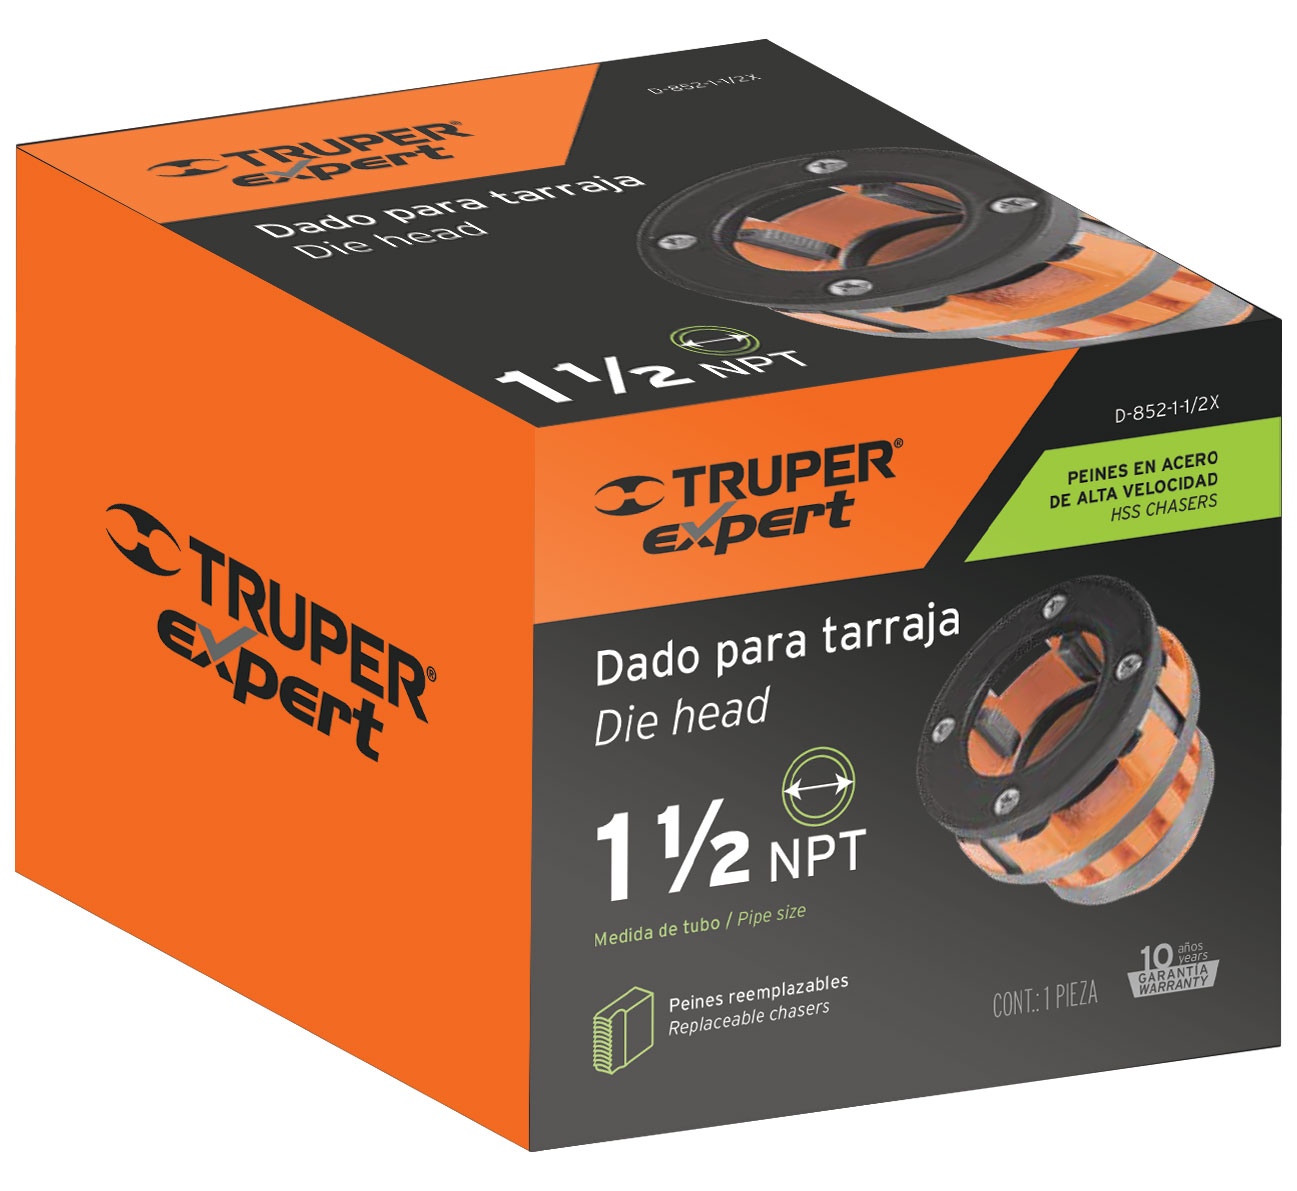 TRUPER®
expert
D-852-1-1/2X
Dado para tarraja
Die head
1 1/2 NPT
TRUPER®
expert
TRUPER®
expert
D-852-1-1/2X
PEINES EN ACERO
DE ALTA VELOCIDAD
HSS CHASERS
Dado para tarraja
Die head
1 1/2 NPT
Medida de tubo / Pipe size
Peines reemplazables
Replaceable chasers
CONT.: 1 PIEZA
10 años
years
GARANTÍA
WARRANTY